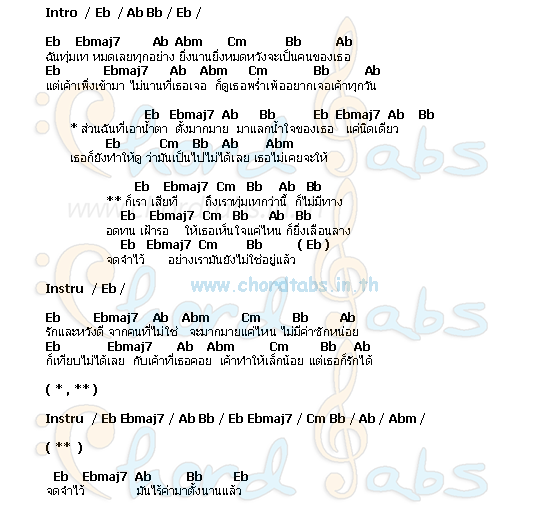 Intro / Eb / Ab Bb / Eb /
Eb Ebmaj7 Ab Abm Cm Bb Ab
ฉันทุ่มเท หมดเลยทุกอย่าง ยิ่งนานยิ่งหมดหวังจะเป็นคนของเธอ
Eb Ebmaj7 Ab Abm Cm Bb Ab
แต่เค้าเพิ่งเข้ามา ไม่นานที่เธอเจอ ก็ดูเธอพร่ำเพ้ออยากเจอเค้าทุกวัน
Eb Ebmaj7 Ab Bb Eb Ebmaj7 Ab Bb
* ส่วนฉันที่เอาน้ำตา ตั้งมากมาย มาแลกน้ำใจของเธอ แค่นิดเดียว
Eb Cm Bb Ab Abm
เธอก็ยังทำให้ดู ว่ามันเป็นไปไม่ได้เลย เธอไม่เคยจะให้
Eb Ebmaj7 Cm Bb Ab Bb
** ก็เรา เสียที ถึงเราทุ่มเทกว่านี้ ก็ไม่มีทาง
Eb Ebmaj7 Cm Bb Ab Bb
อดทน เฝ้ารอ ให้เธอเห็นใจแค่ไหน ก็ยิ่งเลือนลาง
Eb Ebmaj7 Cm Bb ( Eb )
จดจำไว้ อย่างเรามันยังไม่ใช่อยู่แล้ว
www.chordtabs.in.th
Instru / Eb /
Eb Ebmaj7 Ab Abm Cm Bb Ab
รักและหวังดี จากคนที่ไม่ใช่ จะมากมายแค่ไหน ไม่มีค่าซักหน่อย
Eb Ebmaj7 Ab Abm Cm Bb Ab
ก็เทียบไม่ได้เลย กับเค้าที่เธอคอย เค้าทำให้เล็กน้อย แต่เธอก็รักได้
( * , ** )
Instru / Eb Ebmaj7 / Ab Bb / Eb Ebmaj7 / Cm Bb / Ab / Abm /
( ** )
Eb Ebmaj7 Ab Bb Eb
จดจำไว้ มันไร้ค่ามาตั้งนานแล้ว